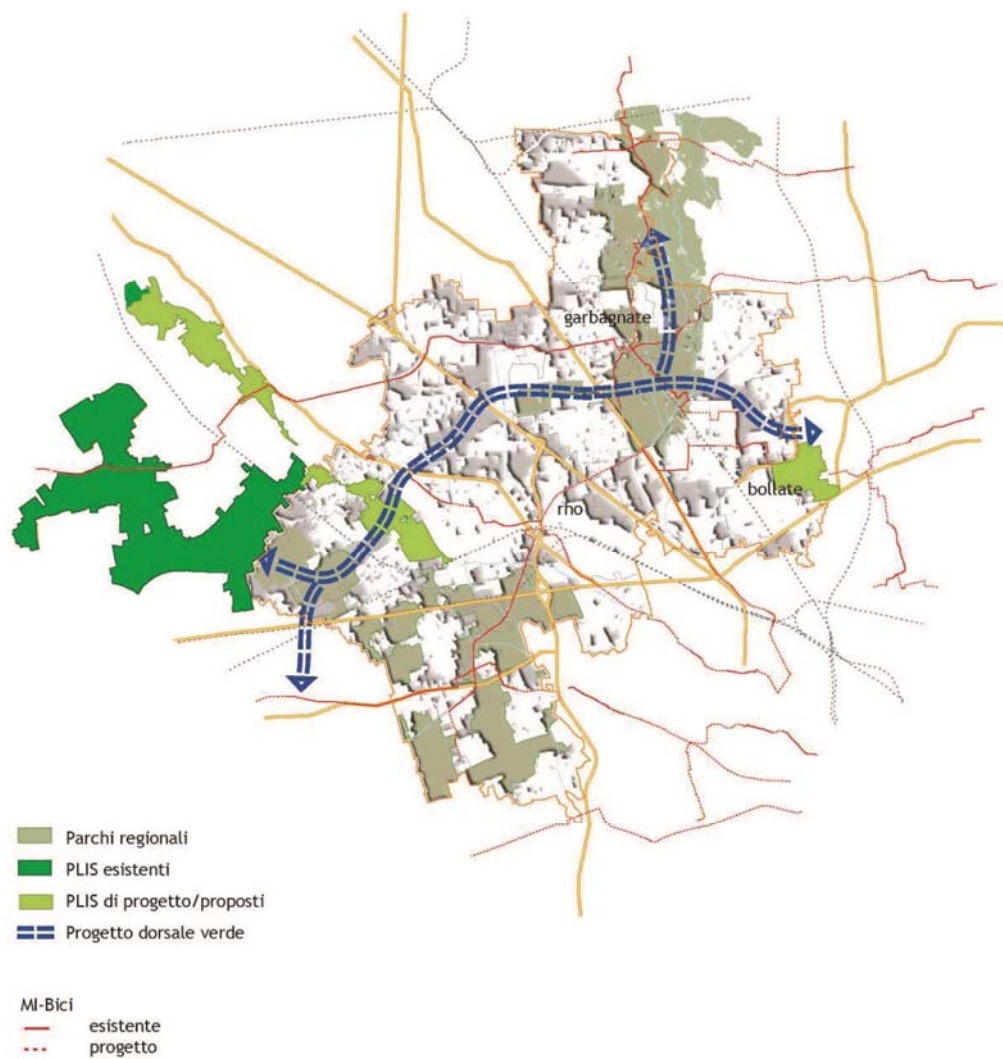 garbagnate
bollate
rho
Parchi regionali
PLIS esistenti
PLIS di progetto/proposti
Progetto dorsale verde
MI-Bici
esistente
progetto